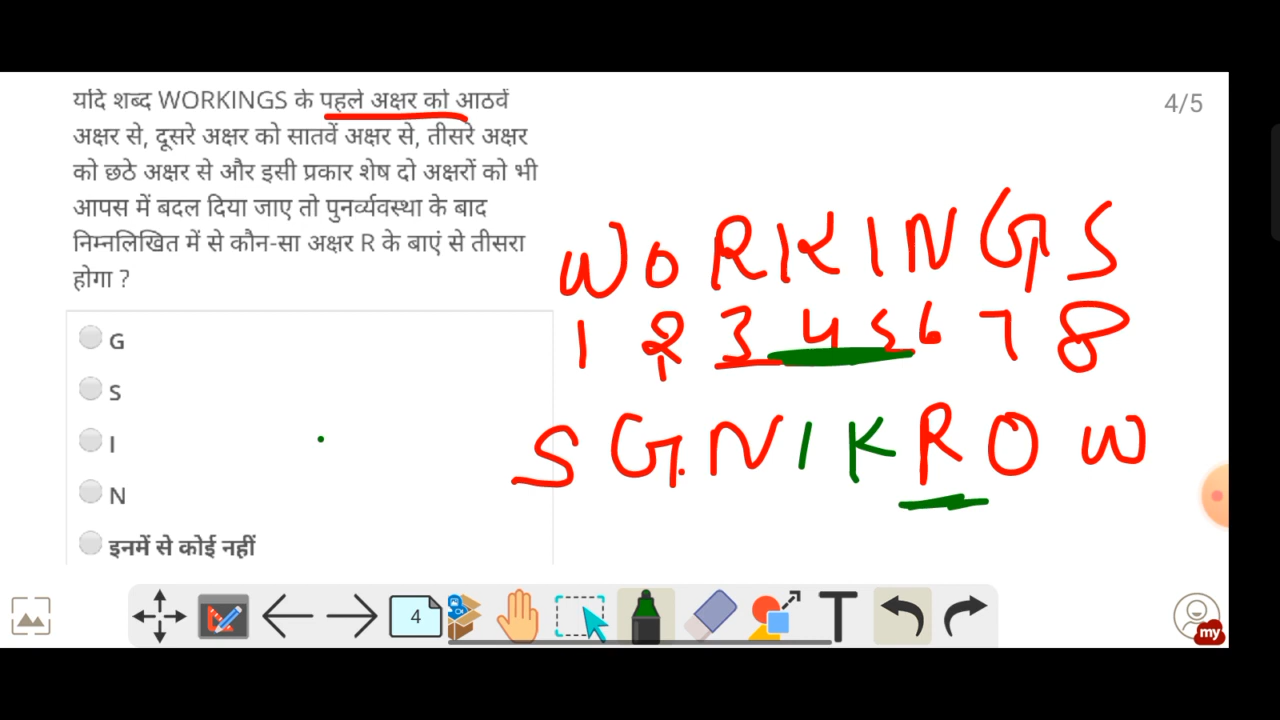 यदि शब्द WORKINGS के पहले अक्षर को आठवें
4/5
अक्षर से, दूसरे अक्षर को सातवें अक्षर से, तीसरे अक्षर
को छठे अक्षर से और इसी प्रकार शेष दो अक्षरों को भी
आपस में बदल दिया जाए तो पुनर्व्यवस्था के बाद
निम्नलिखित में से कौन-सा अक्षर R के बाएं से तीसरा
होगा ?
G
S
I
N
इनमें से कोई नहीं
WORKINGS
1 2 3 4 5 6 7 8
S G N I K R O W
4
T
my